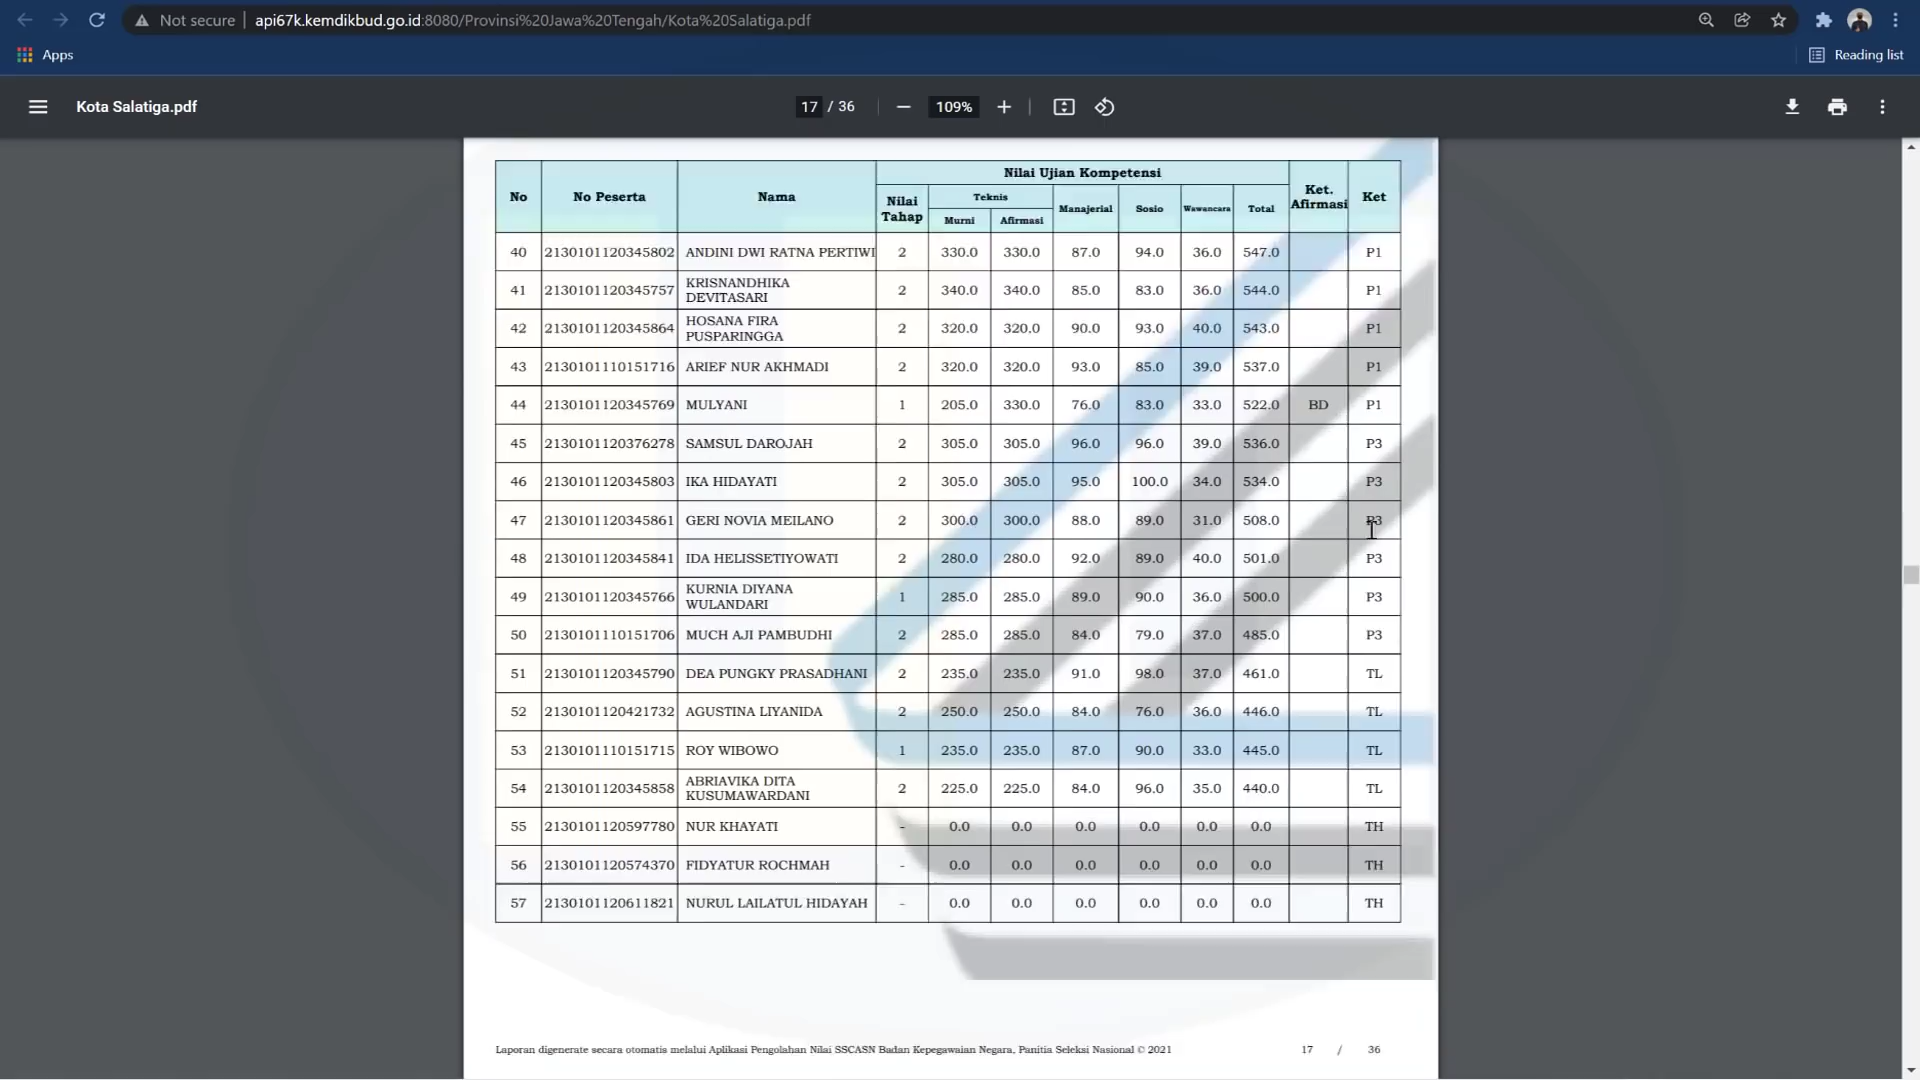 Not secure | api67k.kemdikbud.go.id:8080/Provinsi%20Jawa%20Tengah/Kota%20Salatiga.pdf
Apps
Reading list
Kota Salatiga.pdf
17 / 36
109%
Nilai Ujian Kompetensi
No No Peserta Nama Nilai Tahap Teknis Murni Afirmasi Manajerial Sosio Wawancara Total Ket. Afirmasi Ket
40 2130101120345802 ANDINI DWI RATNA PERTIWI 2 330.0 330.0 87.0 94.0 36.0 547.0 P1
41 2130101120345757 KRISNANDHIKA DEVITASARI 2 340.0 340.0 85.0 83.0 36.0 544.0 P1
42 2130101120345864 HOSANA FIRA PUSPARINGGA 2 320.0 320.0 90.0 93.0 40.0 543.0 P1
43 2130101110151716 ARIEF NUR AKHMADI 2 320.0 320.0 93.0 85.0 39.0 537.0 P1
44 2130101120345769 MULYANI 1 205.0 330.0 76.0 83.0 33.0 522.0 BD P1
45 2130101120376278 SAMSUL DAROJAH 2 305.0 305.0 96.0 96.0 39.0 536.0 P3
46 2130101120345803 IKA HIDAYATI 2 305.0 305.0 95.0 100.0 34.0 534.0 P3
47 2130101120345861 GERI NOVIA MEILANO 2 300.0 300.0 88.0 89.0 31.0 508.0 P3
48 2130101120345841 IDA HELISSETIYOWATI 2 280.0 280.0 92.0 89.0 40.0 501.0 P3
49 2130101120345766 KURNIA DIYANA WULANDARI 1 285.0 285.0 89.0 90.0 36.0 500.0 P3
50 2130101110151706 MUCH AJI PAMBUDHI 2 285.0 285.0 84.0 79.0 37.0 485.0 P3
51 2130101120345790 DEA PUNGKY PRASADHANI 2 235.0 235.0 91.0 98.0 37.0 461.0 TL
52 2130101120421732 AGUSTINA LIYANIDA 2 250.0 250.0 84.0 76.0 36.0 446.0 TL
53 2130101110151715 ROY WIBOWO 1 235.0 235.0 87.0 90.0 33.0 445.0 TL
54 2130101120345858 ABRIAVIKA DITA KUSUMAWARDANI 2 225.0 225.0 84.0 96.0 35.0 440.0 TL
55 2130101120597780 NUR KHAYATI - 0.0 0.0 0.0 0.0 0.0 0.0 TH
56 2130101120574370 FIDYATUR ROCHMAH - 0.0 0.0 0.0 0.0 0.0 0.0 TH
57 2130101120611821 NURUL LAILATUL HIDAYAH - 0.0 0.0 0.0 0.0 0.0 0.0 TH
Laporan digenerate secara otomatis melalui Aplikasi Pengolahan Nilai SSCASN Badan Kepegawaian Negara, Panitia Seleksi Nasional © 2021 17 / 36